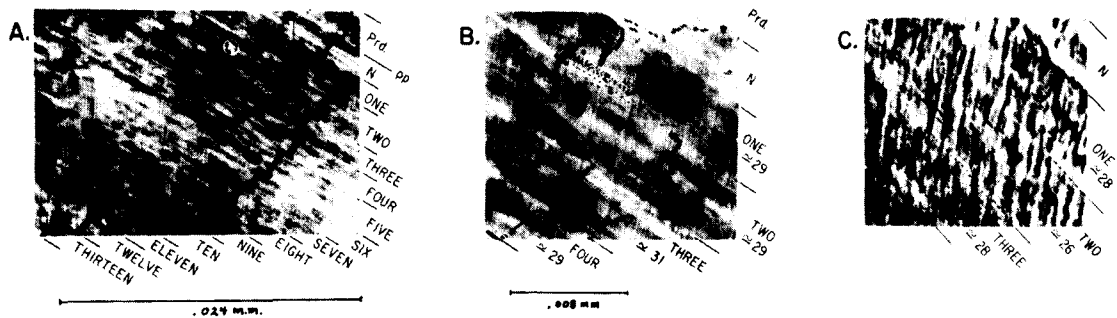 A.
Prd.
pp
N
ONE
TWO
THREE
FOUR
FIVE
SIX
SEVEN
EIGHT
NINE
TEN
ELEVEN
TWELVE
THIRTEEN
.024 m.m.
B.
Prd.
N
ONE
≃29
TWO
≃29
THREE
≃31
FOUR
≃29
.008 mm
C.
N
ONE
≃28
TWO
≃26
THREE
≃28